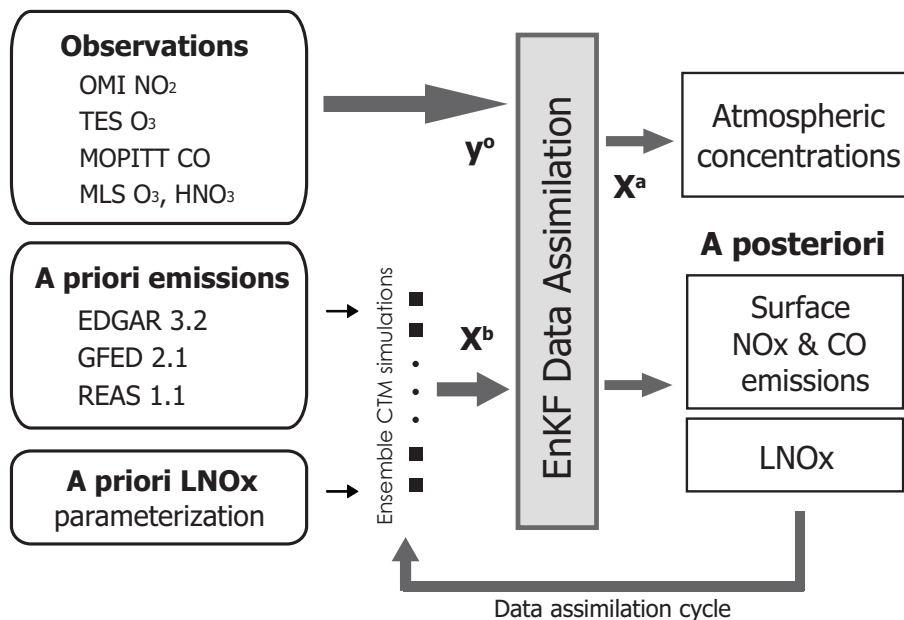 Observations
OMI NO2
TES O3
MOPITT CO
MLS O3, HNO3
A priori emissions
EDGAR 3.2
GFED 2.1
REAS 1.1
A priori LNOx
parameterization
Ensemble CTM simulations
yo
Xb
EnKF Data Assimilation
Xa
Atmospheric
concentrations
A posteriori
Surface
NOx & CO
emissions
LNOx
Data assimilation cycle